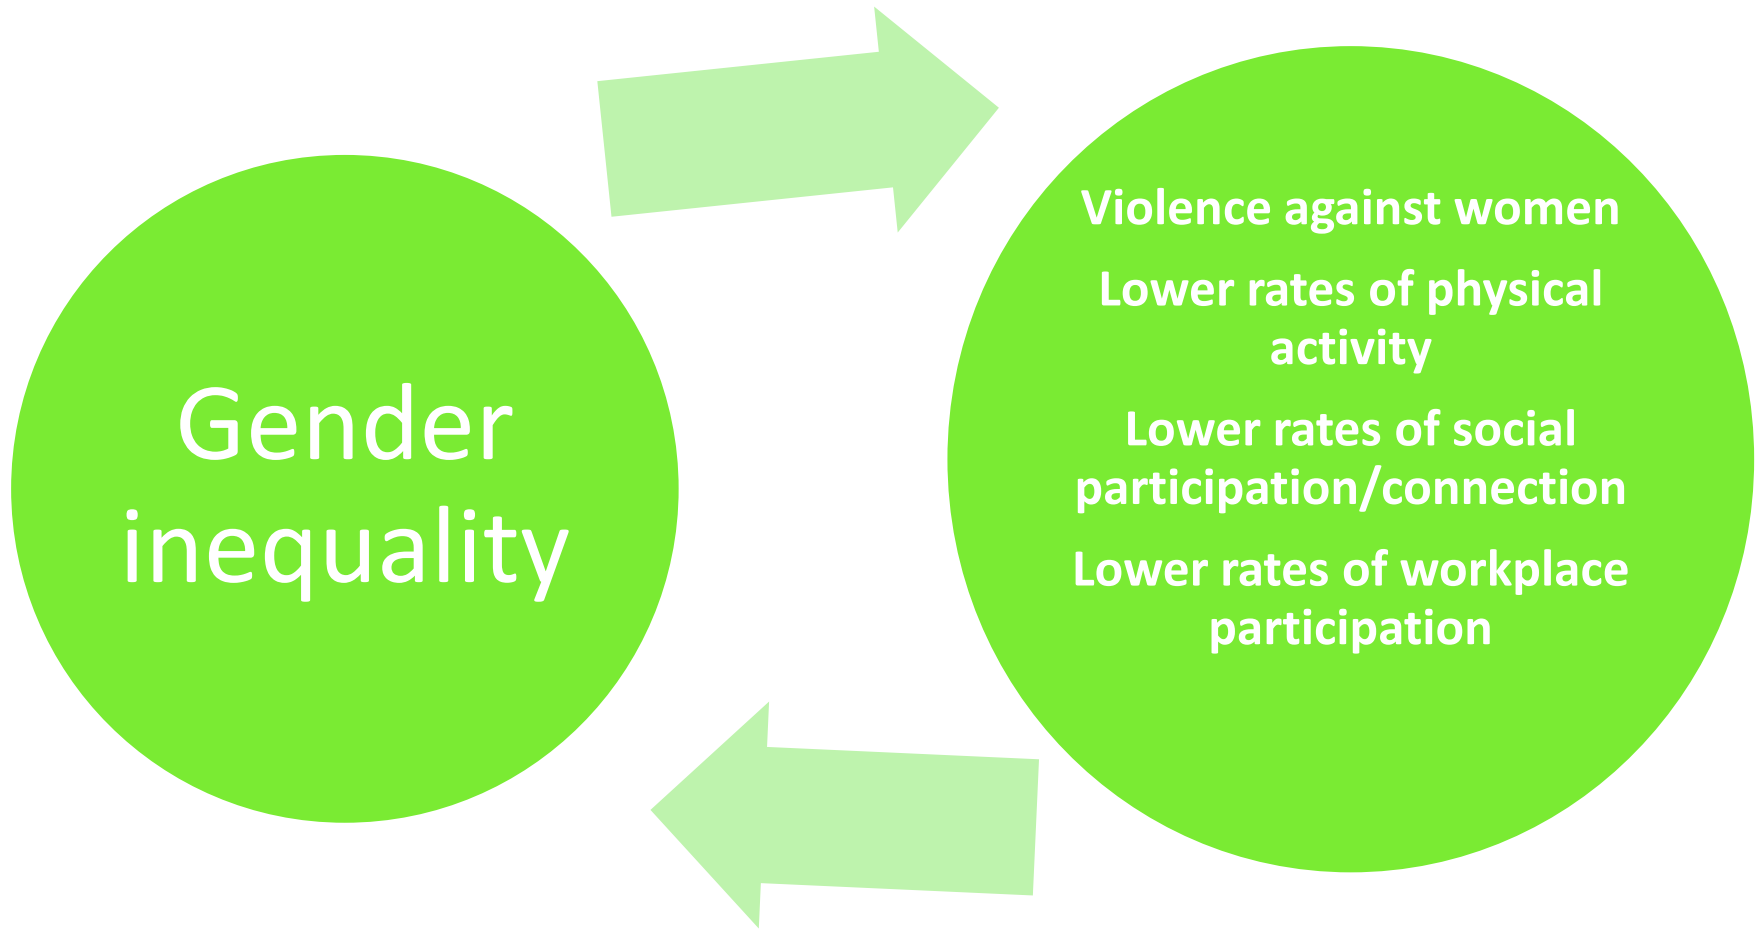 Gender
inequality
Violence against women
Lower rates of physical
activity
Lower rates of social
participation/connection
Lower rates of workplace
participation